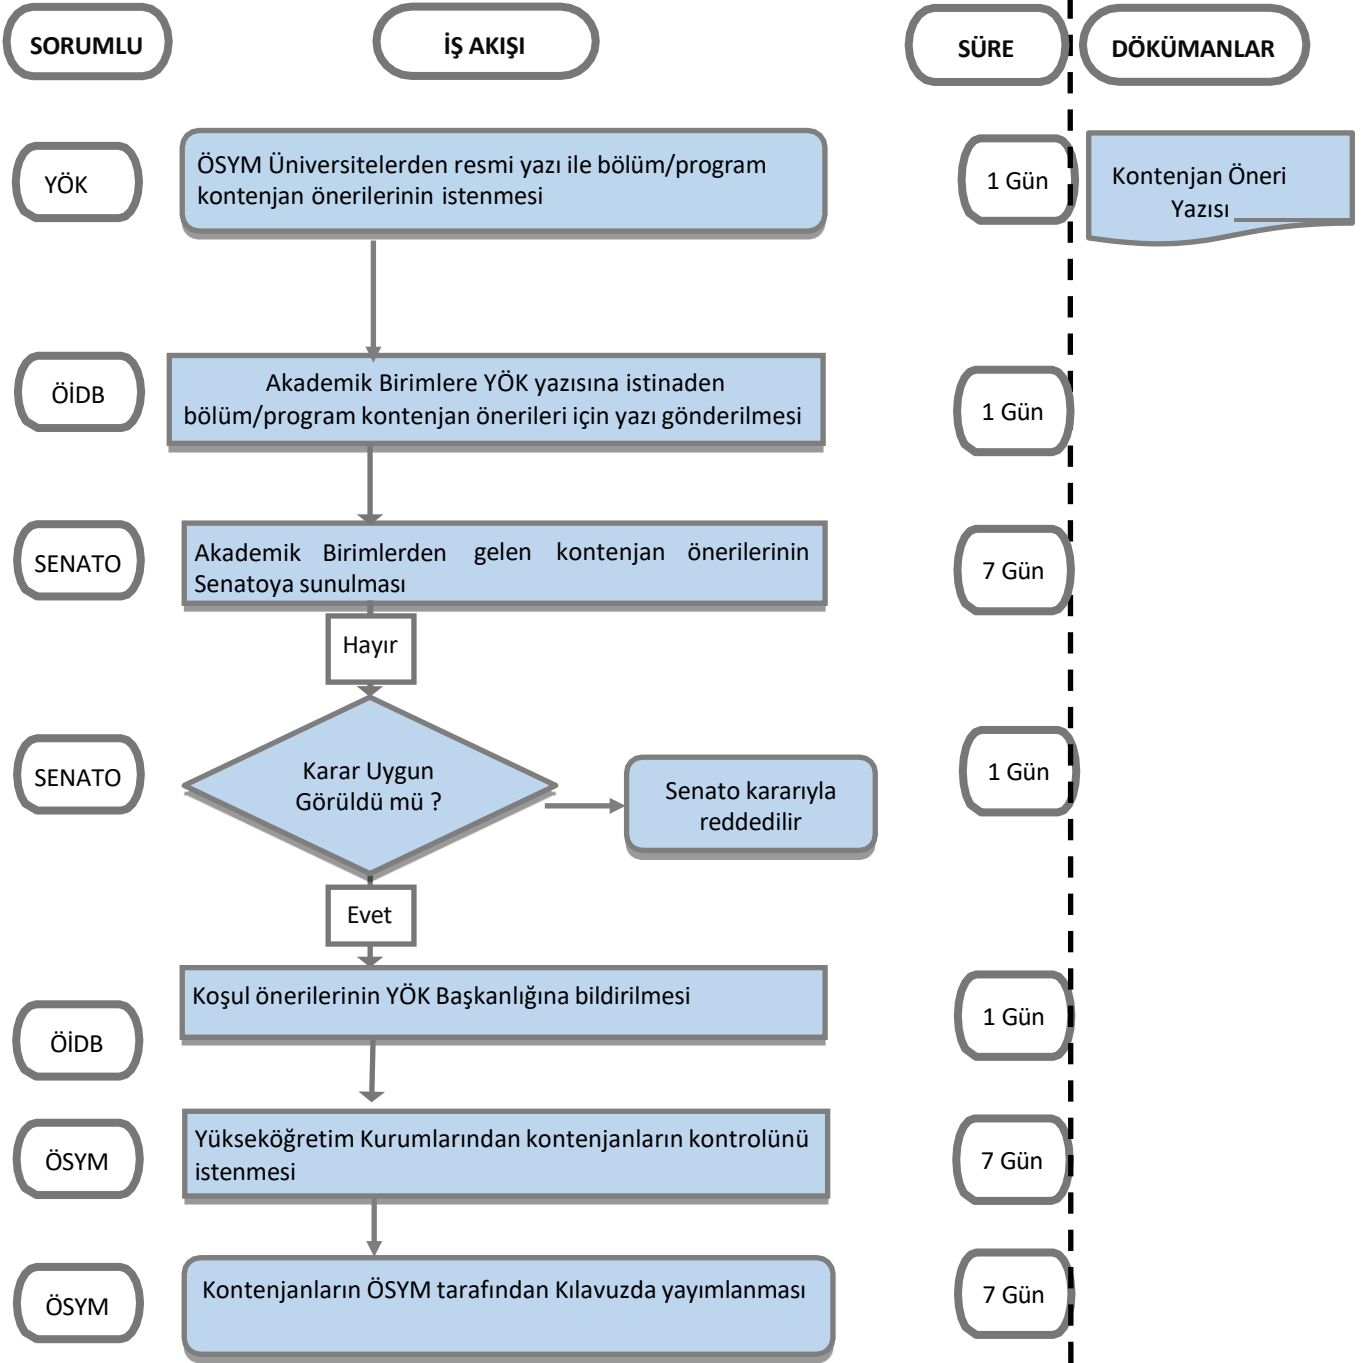 SORUMLU
İŞ AKIŞI
SÜRE
DÖKÜMANLAR
YÖK
ÖSYM Üniversitelerden resmi yazı ile bölüm/program
kontenjan önerilerinin istenmesi
1 Gün
Kontenjan Öneri
Yazısı
ÖİDB
Akademik Birimlere YÖK yazısına istinaden
bölüm/program kontenjan önerileri için yazı gönderilmesi
1 Gün
SENATO
Akademik Birimlerden gelen kontenjan önerilerinin
Senatoya sunulması
7 Gün
Hayır
SENATO
Karar Uygun
Görüldü mü ?
Senato kararıyla
reddedilir
1 Gün
Evet
ÖİDB
Koşul önerilerinin YÖK Başkanlığına bildirilmesi
1 Gün
ÖSYM
Yükseköğretim Kurumlarından kontenjanların kontrolünü
istenmesi
7 Gün
ÖSYM
Kontenjanların ÖSYM tarafından Kılavuzda yayımlanması
7 Gün